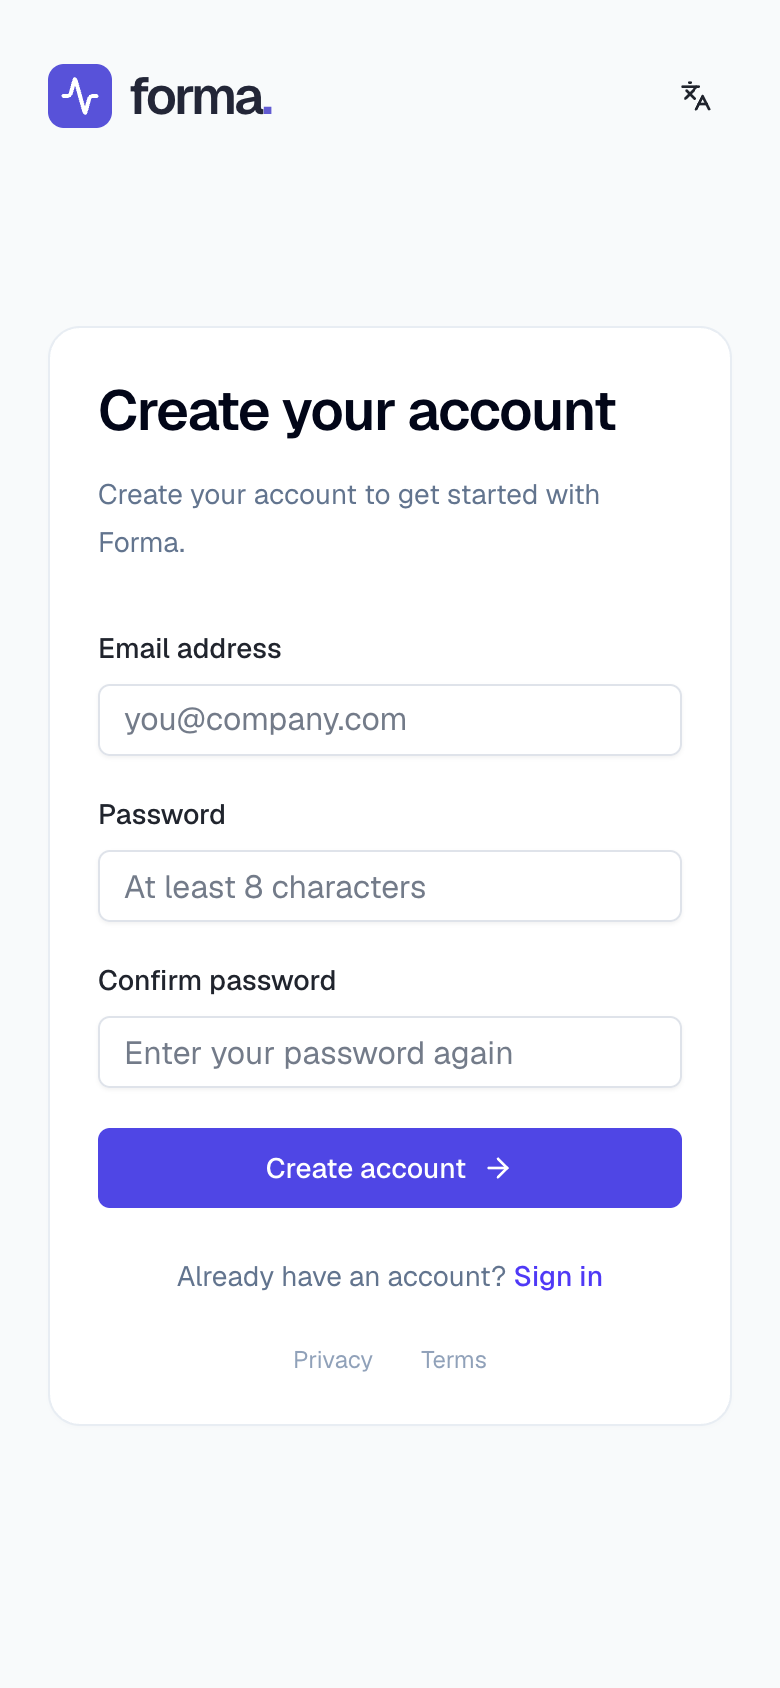 forma.
Create your account
Create your account to get started with
Forma.
Email address
you@company.com
Password
At least 8 characters
Confirm password
Enter your password again
Create account →
Already have an account? Sign in
Privacy Terms